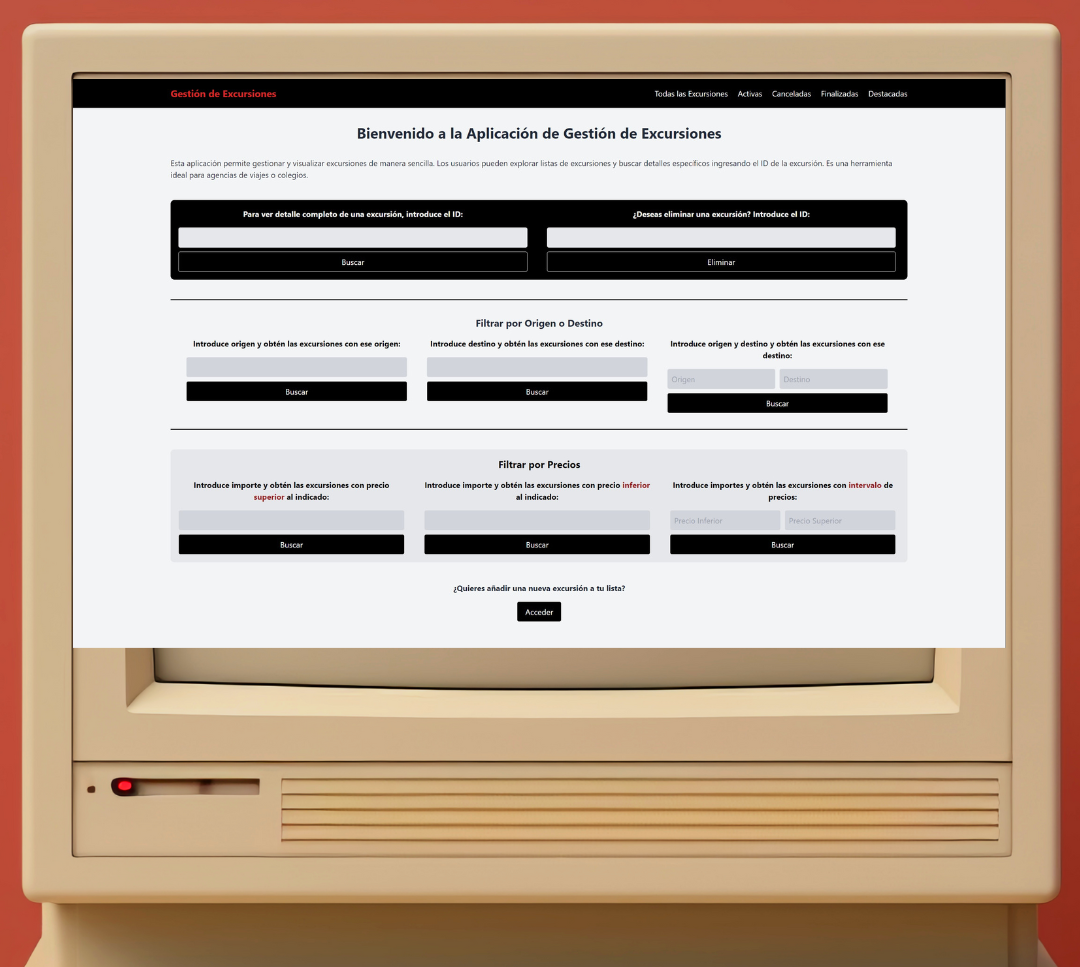 Gestión de Excursiones
Todas las Excursiones Activas Canceladas Finalizadas Destacadas
Bienvenido a la Aplicación de Gestión de Excursiones
Esta aplicación permite gestionar y visualizar excursiones de manera sencilla. Los usuarios pueden explorar listas de excursiones y buscar detalles específicos ingresando el ID de la excursión. Es una herramienta
ideal para agencias de viajes o colegios.
Para ver detalle completo de una excursión, introduce el ID:
Buscar
¿Deseas eliminar una excursión? Introduce el ID:
Eliminar
Filtrar por Origen o Destino
Introduce origen y obtén las excursiones con ese origen:
Buscar
Introduce destino y obtén las excursiones con ese destino:
Buscar
Introduce origen y destino y obtén las excursiones con ese
destino:
Origen Destino
Buscar
Filtrar por Precios
Introduce importe y obtén las excursiones con precio
superior al indicado:
Buscar
Introduce importe y obtén las excursiones con precio inferior
al indicado:
Buscar
Introduce importes y obtén las excursiones con intervalo de
precios:
Precio Inferior Precio Superior
Buscar
¿Quieres añadir una nueva excursión a tu lista?
Acceder